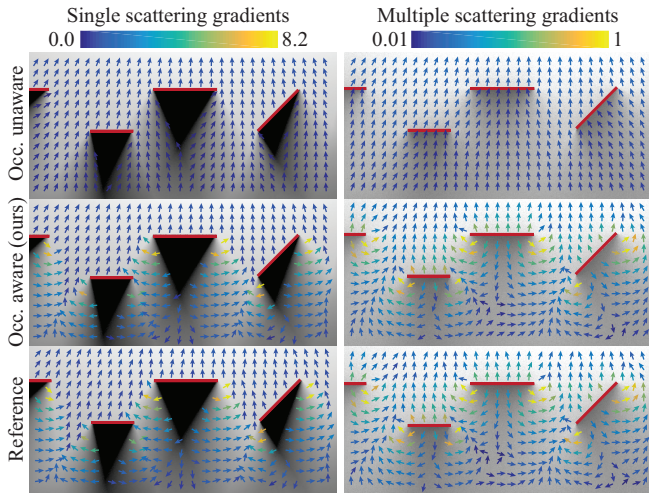 Single scattering gradients
Multiple scattering gradients
0.0
8.2
0.01
1
Occ. unaware
Occ. aware (ours)
Reference